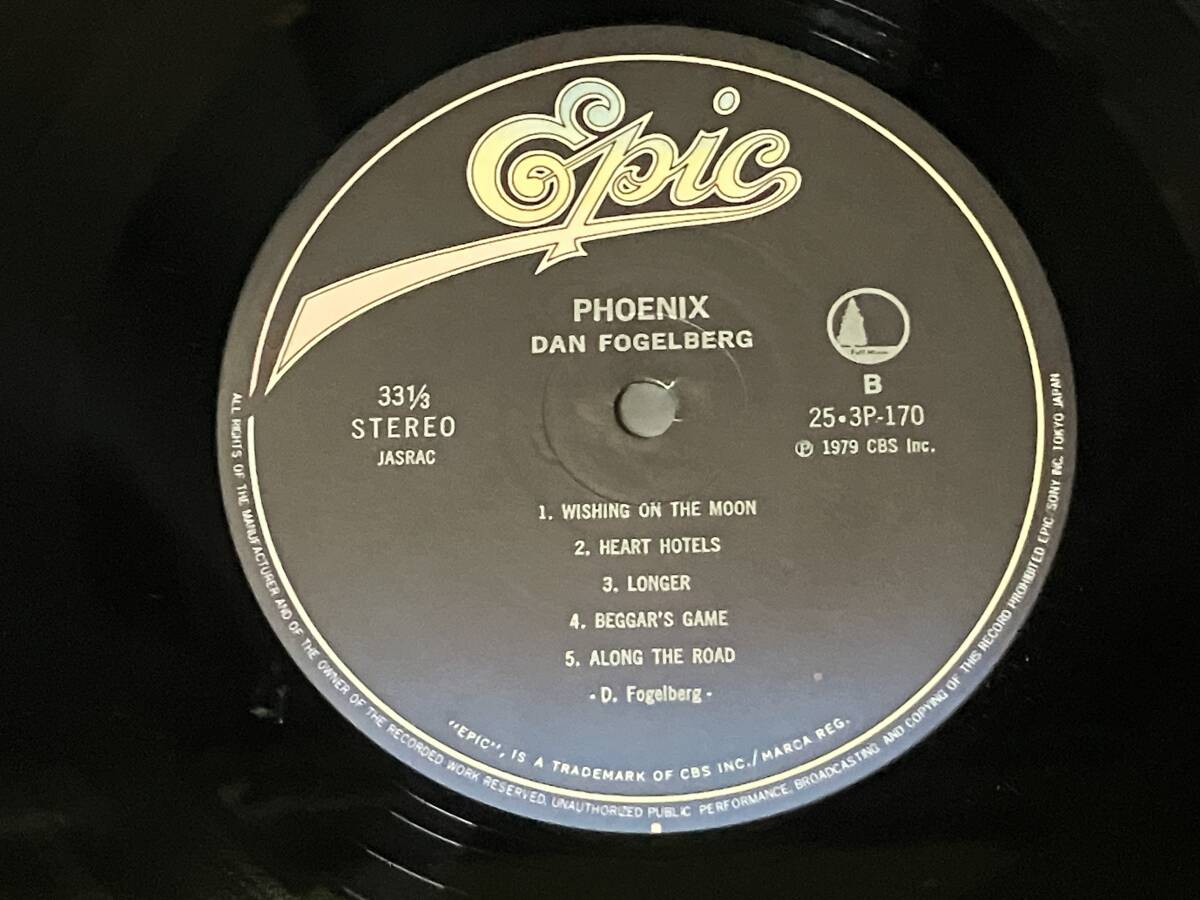 Epic
PHOENIX
DAN FOGELBERG
Full Moon
33⅓
STEREO
JASRAC
B
25・3P-170
Ⓟ 1979 CBS Inc.
1. WISHING ON THE MOON
2. HEART HOTELS
3. LONGER
4. BEGGAR'S GAME
5. ALONG THE ROAD
- D. Fogelberg -
"EPIC", IS A TRADEMARK OF CBS INC./MARCA REG.
ALL RIGHTS OF THE MANUFACTURER AND OF THE OWNER OF THE RECORDED WORK RESERVED. UNAUTHORIZED PUBLIC PERFORMANCE, BROADCASTING AND COPYING OF THIS RECORD PROHIBITED EPIC/SONY INC. TOKYO JAPAN